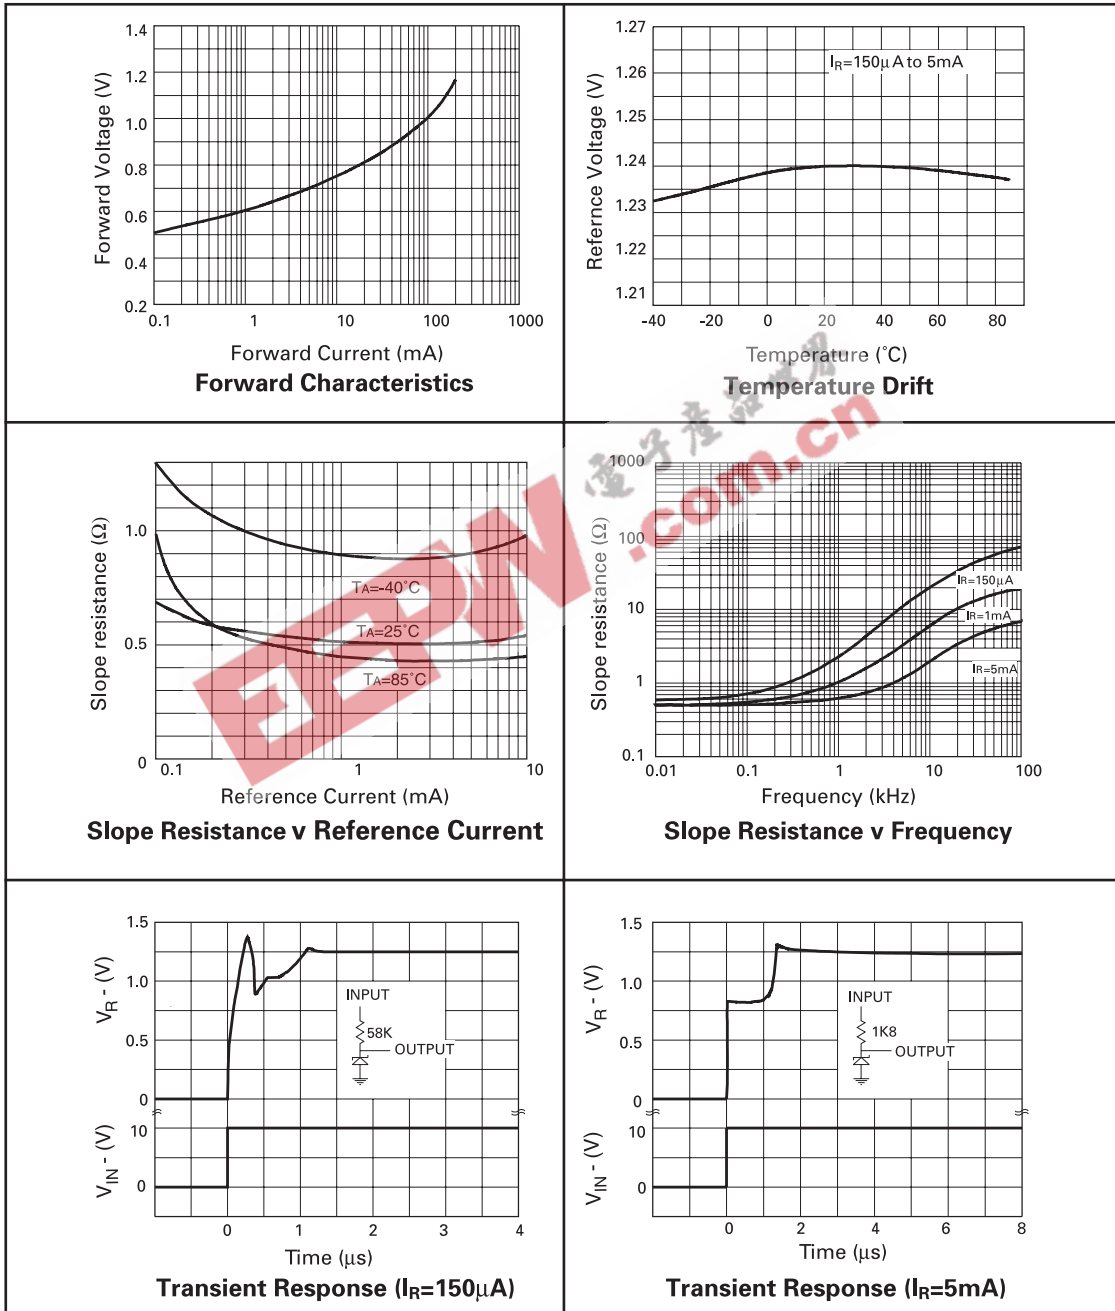 1.4
1.2
1.0
0.8
0.6
0.4
0.2
Forward Voltage (V)
0.1 1 10 100 1000
Forward Current (mA)
Forward Characteristics
1.27
1.26
1.25
1.24
1.23
1.22
1.21
Refernce Voltage (V)
IR=150μA to 5mA
-40 -20 0 20 40 60 80
Temperature (°C)
Temperature Drift
電子産品世界
EEPW.com.cn
1.0
0.5
0
Slope resistance (Ω)
TA=-40°C
TA=25°C
TA=85°C
0.1 1 10
Reference Current (mA)
Slope Resistance v Reference Current
1000
100
10
1
0.1
Slope resistance (Ω)
IR=150μA
IR=1mA
IR=5mA
0.01 0.1 1 10 100
Frequency (kHz)
Slope Resistance v Frequency
1.5
1.0
0.5
0
VR - (V)
INPUT
58K
OUTPUT
10
0
VIN - (V)
0 1 2 3 4
Time (μs)
Transient Response (IR=150μA)
1.5
1.0
0.5
0
VR - (V)
INPUT
1K8
OUTPUT
10
0
VIN - (V)
0 2 4 6 8
Time (μs)
Transient Response (IR=5mA)